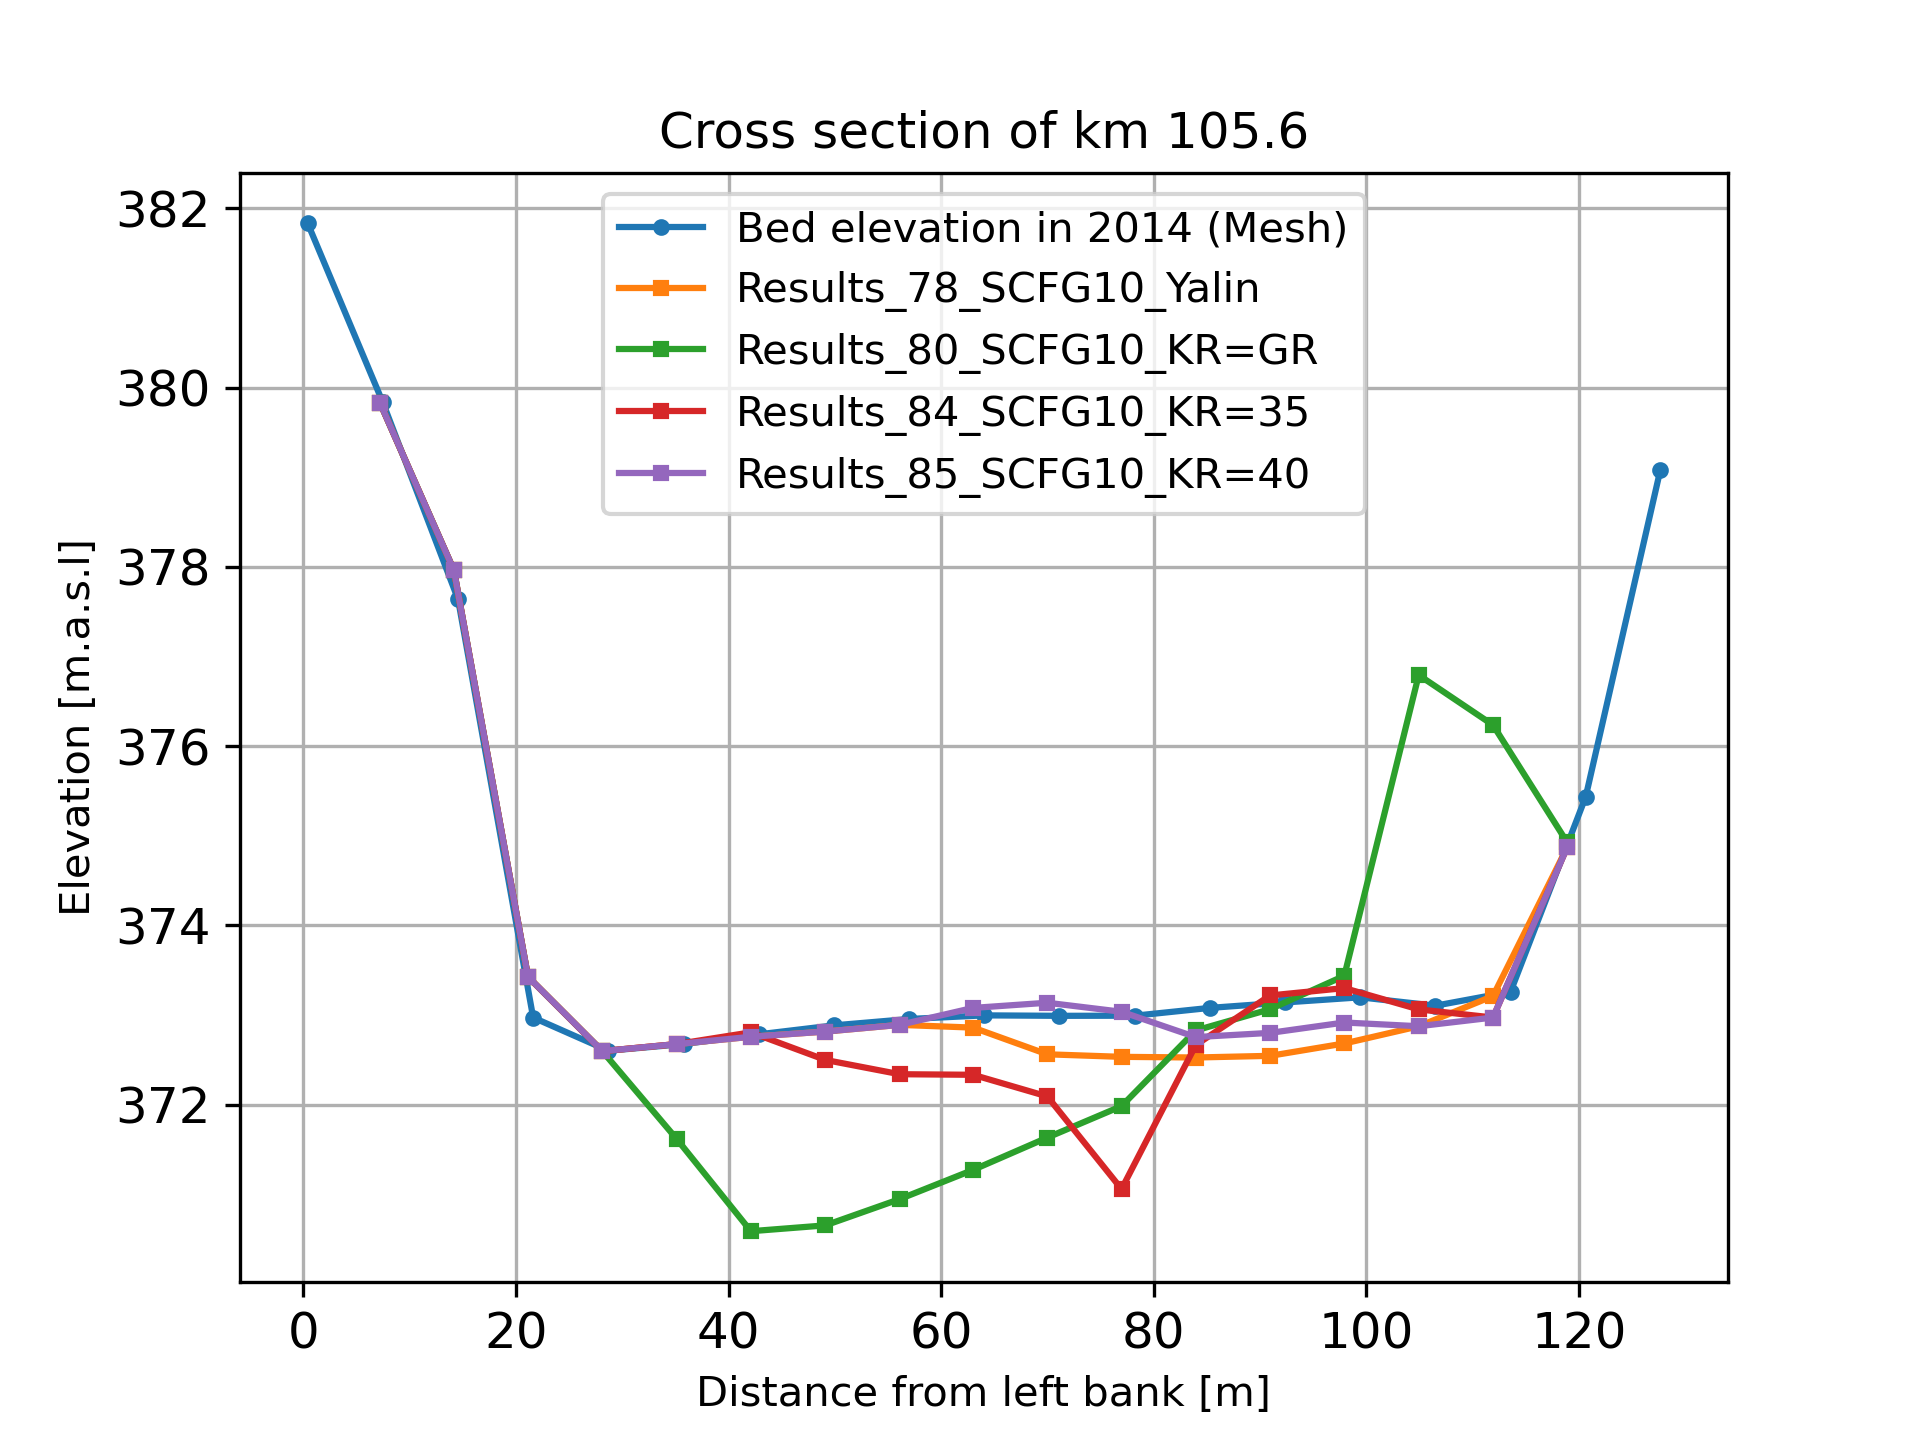 Cross section of km 105.6
Bed elevation in 2014 (Mesh)
Results_78_SCFG10_Yalin
Results_80_SCFG10_KR=GR
Results_84_SCFG10_KR=35
Results_85_SCFG10_KR=40
Elevation [m.a.s.l]
382
380
378
376
374
372
0 20 40 60 80 100 120
Distance from left bank [m]